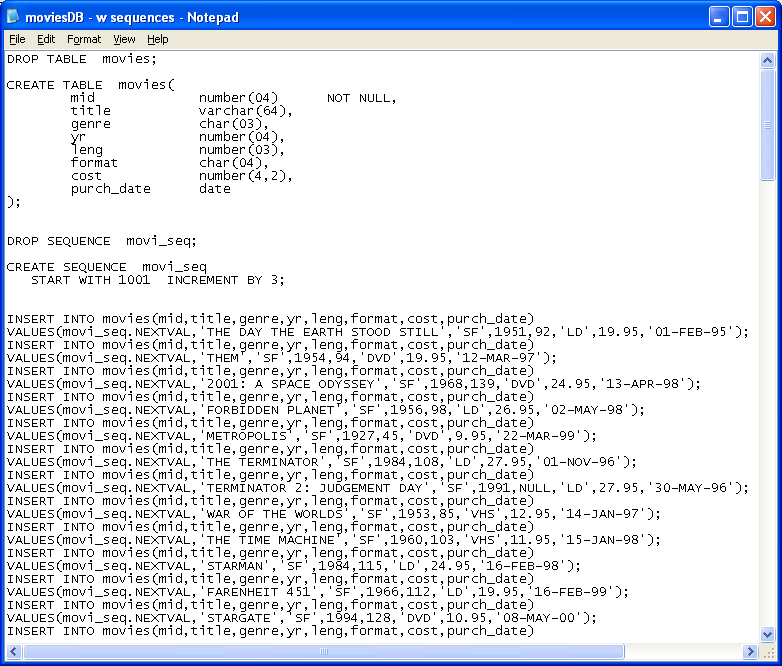 moviesDB - w sequences - Notepad
File Edit Format View Help
DROP TABLE  movies;
CREATE TABLE  movies(
        mid             number(04)      NOT NULL,
        title           varchar(64),
        genre           char(03),
        yr              number(04),
        leng            number(03),
        format          char(04),
        cost            number(4,2),
        purch_date      date
);
DROP SEQUENCE  movi_seq;
CREATE SEQUENCE  movi_seq
   START WITH 1001  INCREMENT BY 3;
INSERT INTO movies(mid,title,genre,yr,leng,format,cost,purch_date)
VALUES(movi_seq.NEXTVAL,'THE DAY THE EARTH STOOD STILL','SF',1951,92,'LD',19.95,'01-FEB-95');
INSERT INTO movies(mid,title,genre,yr,leng,format,cost,purch_date)
VALUES(movi_seq.NEXTVAL,'THEM','SF',1954,94,'DVD',19.95,'12-MAR-97');
INSERT INTO movies(mid,title,genre,yr,leng,format,cost,purch_date)
VALUES(movi_seq.NEXTVAL,'2001: A SPACE ODYSSEY','SF',1968,139,'DVD',24.95,'13-APR-98');
INSERT INTO movies(mid,title,genre,yr,leng,format,cost,purch_date)
VALUES(movi_seq.NEXTVAL,'FORBIDDEN PLANET','SF',1956,98,'LD',26.95,'02-MAY-98');
INSERT INTO movies(mid,title,genre,yr,leng,format,cost,purch_date)
VALUES(movi_seq.NEXTVAL,'METROPOLIS','SF',1927,45,'DVD',9.95,'22-MAR-99');
INSERT INTO movies(mid,title,genre,yr,leng,format,cost,purch_date)
VALUES(movi_seq.NEXTVAL,'THE TERMINATOR','SF',1984,108,'LD',27.95,'01-NOV-96');
INSERT INTO movies(mid,title,genre,yr,leng,format,cost,purch_date)
VALUES(movi_seq.NEXTVAL,'TERMINATOR 2: JUDGEMENT DAY','SF',1991,NULL,'LD',27.95,'30-MAY-96');
INSERT INTO movies(mid,title,genre,yr,leng,format,cost,purch_date)
VALUES(movi_seq.NEXTVAL,'WAR OF THE WORLDS','SF',1953,85,'VHS',12.95,'14-JAN-97');
INSERT INTO movies(mid,title,genre,yr,leng,format,cost,purch_date)
VALUES(movi_seq.NEXTVAL,'THE TIME MACHINE','SF',1960,103,'VHS',11.95,'15-JAN-98');
INSERT INTO movies(mid,title,genre,yr,leng,format,cost,purch_date)
VALUES(movi_seq.NEXTVAL,'STARMAN','SF',1984,115,'LD',24.95,'16-FEB-98');
INSERT INTO movies(mid,title,genre,yr,leng,format,cost,purch_date)
VALUES(movi_seq.NEXTVAL,'FARENHEIT 451','SF',1966,112,'LD',19.95,'16-FEB-99');
INSERT INTO movies(mid,title,genre,yr,leng,format,cost,purch_date)
VALUES(movi_seq.NEXTVAL,'STARGATE','SF',1994,128,'DVD',10.95,'08-MAY-00');
INSERT INTO movies(mid,title,genre,yr,leng,format,cost,purch_date)